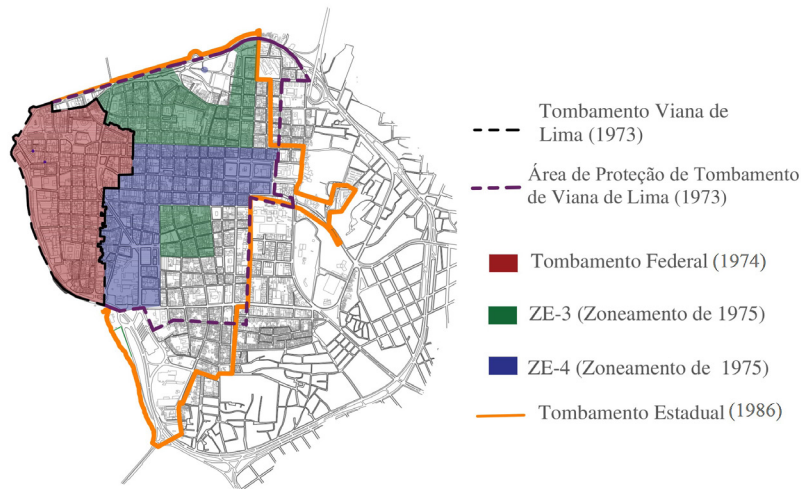 Tombamento Viana de
Lima (1973)
Área de Proteção de Tombamento
de Viana de Lima (1973)
Tombamento Federal (1974)
ZE-3 (Zoneamento de 1975)
ZE-4 (Zoneamento de 1975)
Tombamento Estadual (1986)